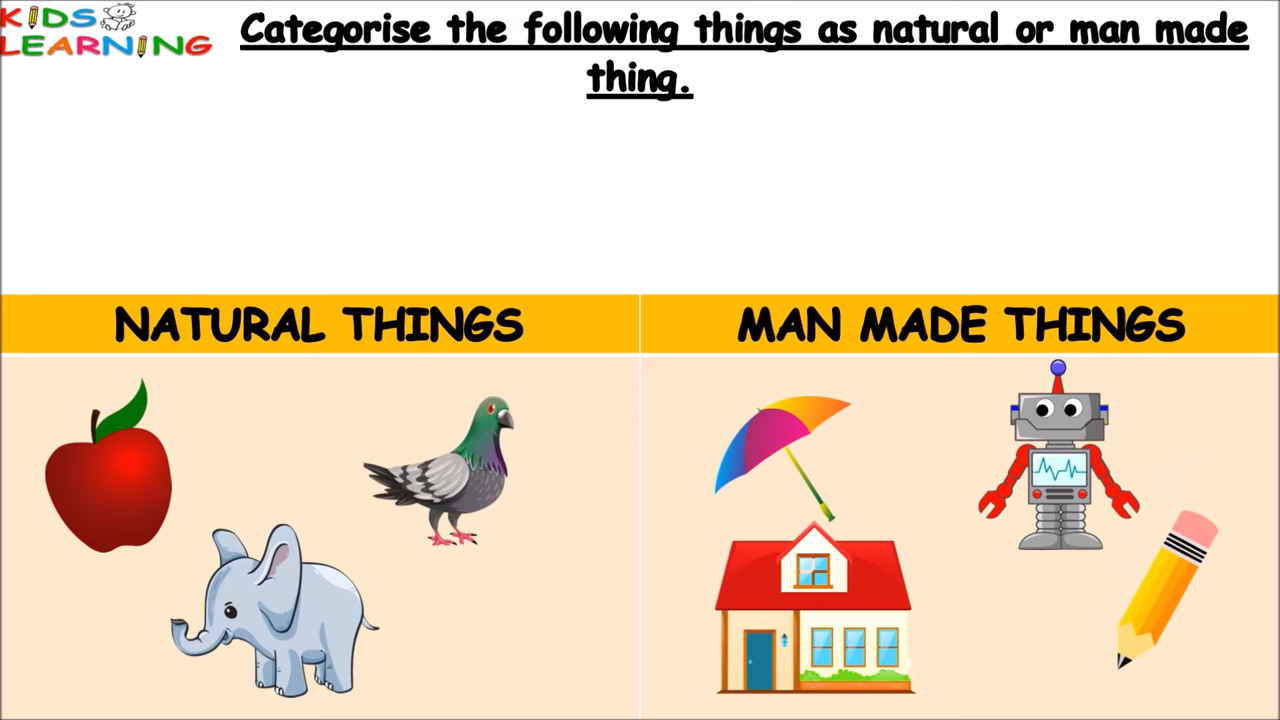 KIDS
LEARNING
Categorise the following things as natural or man made
thing.
NATURAL THINGS
MAN MADE THINGS